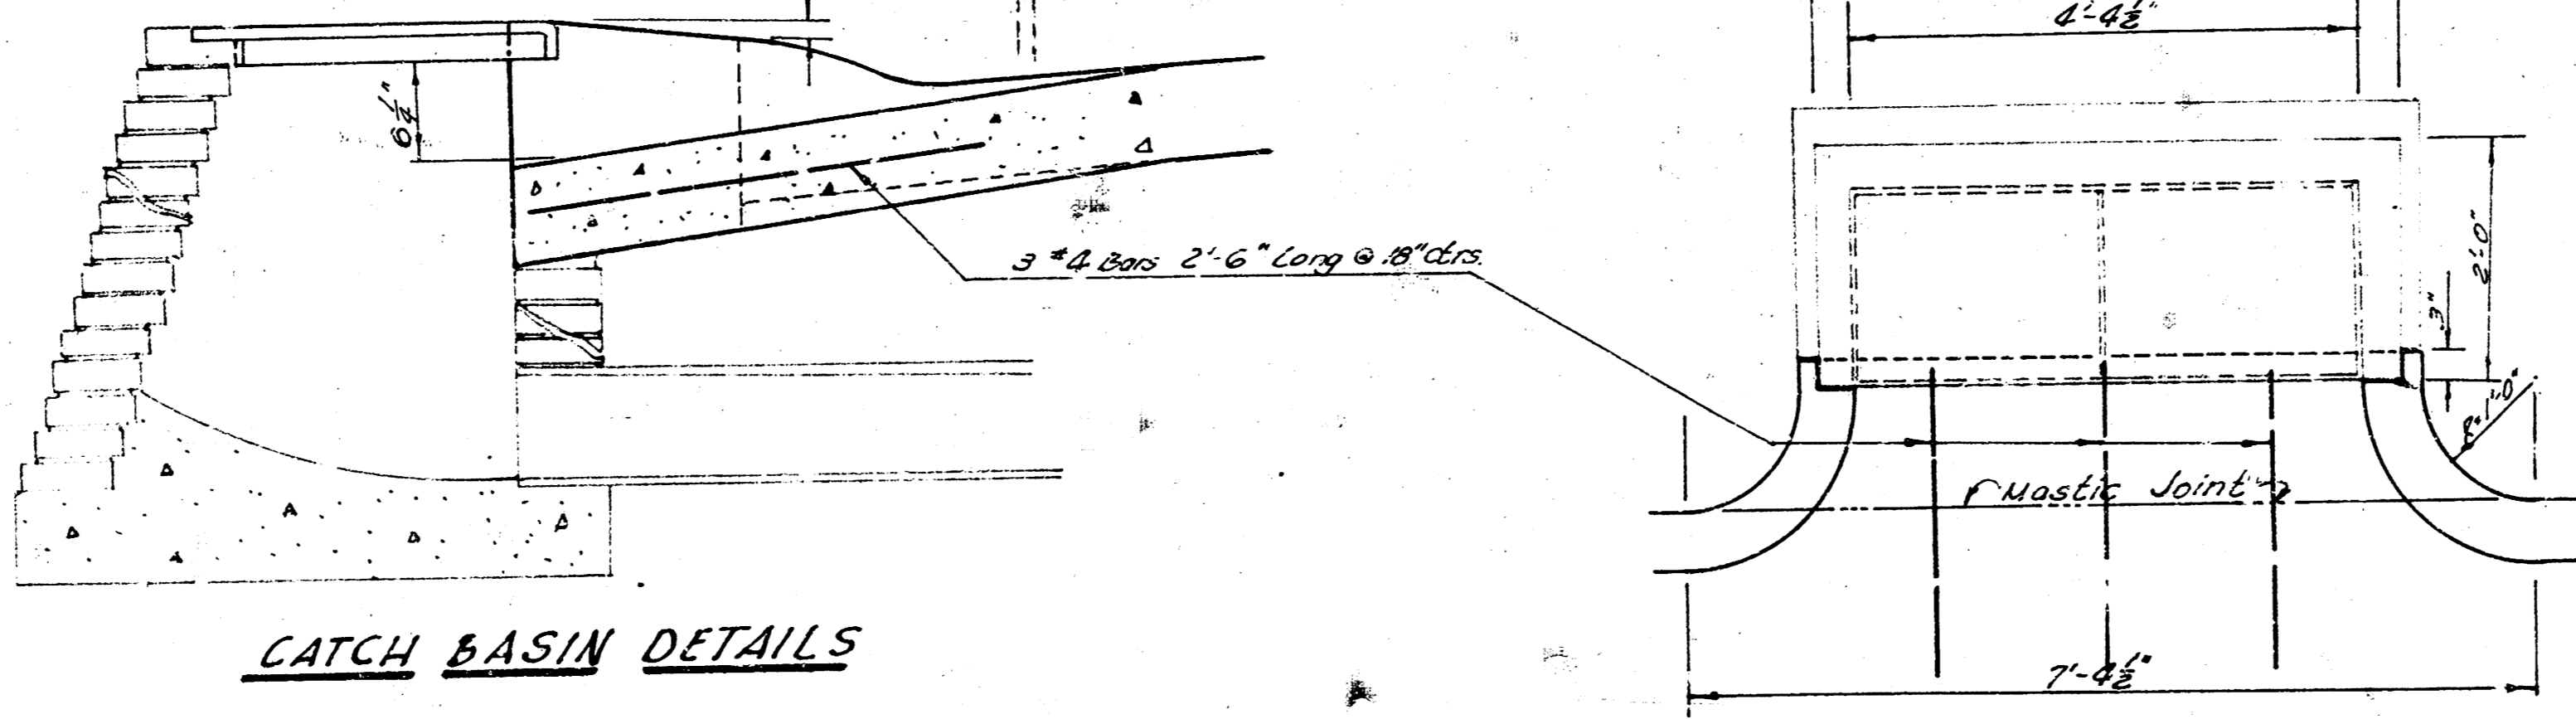 4'-4½"
6¼"
3 #4 Bars 2'-6" Long @ 18" ctrs.
2'-0"
3"
R= 1'-0"
Mastic Joint
7'-4½"
CATCH BASIN DETAILS